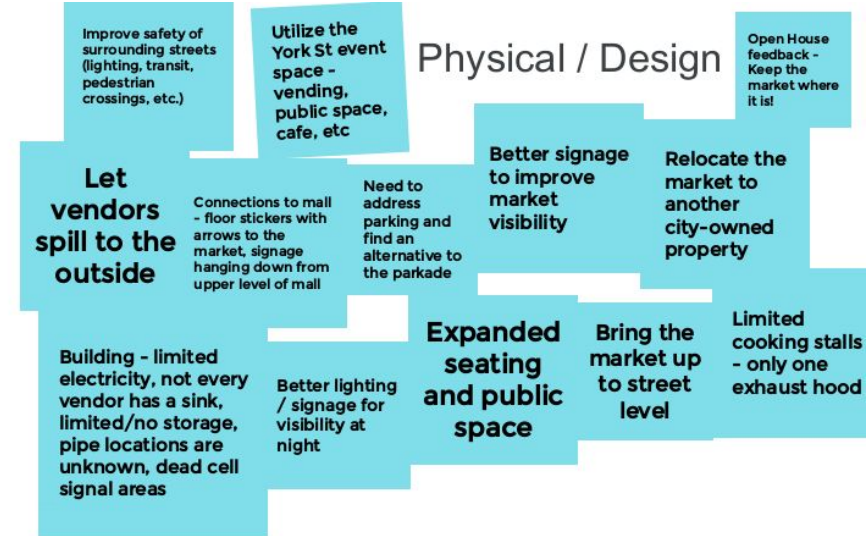 Physical / Design
Improve safety of
surrounding streets
(lighting, transit,
pedestrian
crossings, etc.)
Utilize the
York St event
space -
vending,
public space,
cafe, etc
Open House
feedback -
Keep the
market where
it is!
Let
vendors
spill to the
outside
Connections to mall
- floor stickers with
arrows to the
market, signage
hanging down from
upper level of mall
Need to
address
parking and
find an
alternative to
the parkade
Better signage
to improve
market
visibility
Relocate the
market to
another
city-owned
property
Building - limited
electricity, not every
vendor has a sink,
limited/no storage,
pipe locations are
unknown, dead cell
signal areas
Better lighting
/ signage for
visibility at
night
Expanded
seating
and public
space
Bring the
market up
to street
level
Limited
cooking stalls
- only one
exhaust hood